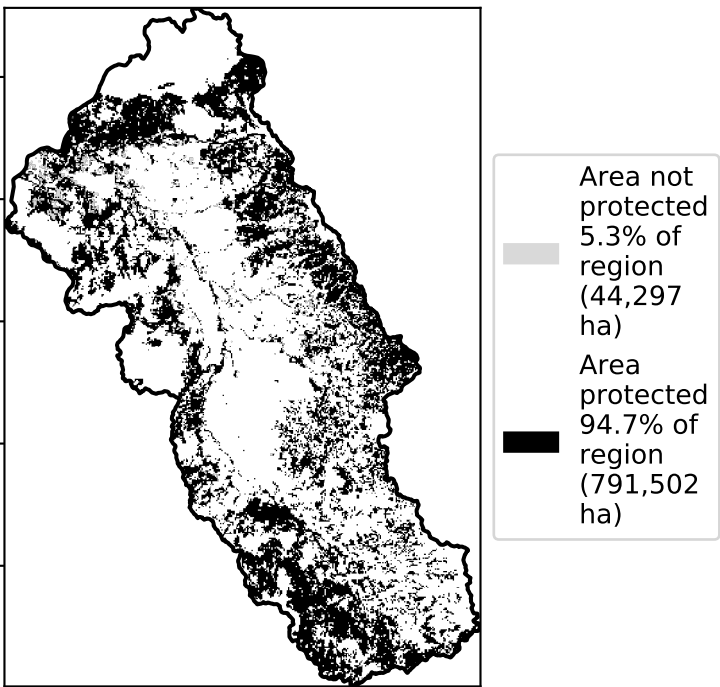 Area not
protected
5.3% of
region
(44,297
ha)
Area
protected
94.7% of
region
(791,502
ha)